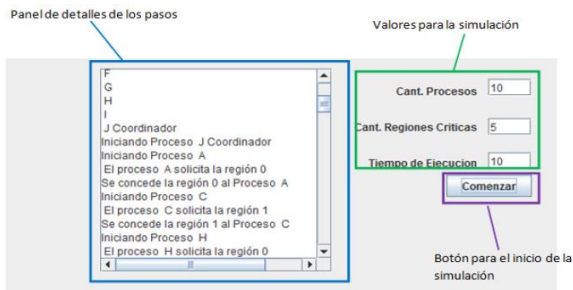 Panel de detalles de los pasos
Valores para la simulación
F
G
H
I
J Coordinador
Iniciando Proceso J Coordinador
Iniciando Proceso A
El proceso A solicita la región 0
Se concede la región 0 al Proceso A
Iniciando Proceso C
El proceso C solicita la región 1
Se concede la región 1 al Proceso C
Iniciando Proceso H
El proceso H solicita la región 0
Cant. Procesos 10
Cant. Regiones Criticas 5
Tiempo de Ejecucion 10
Comenzar
Botón para el inicio de la
simulación